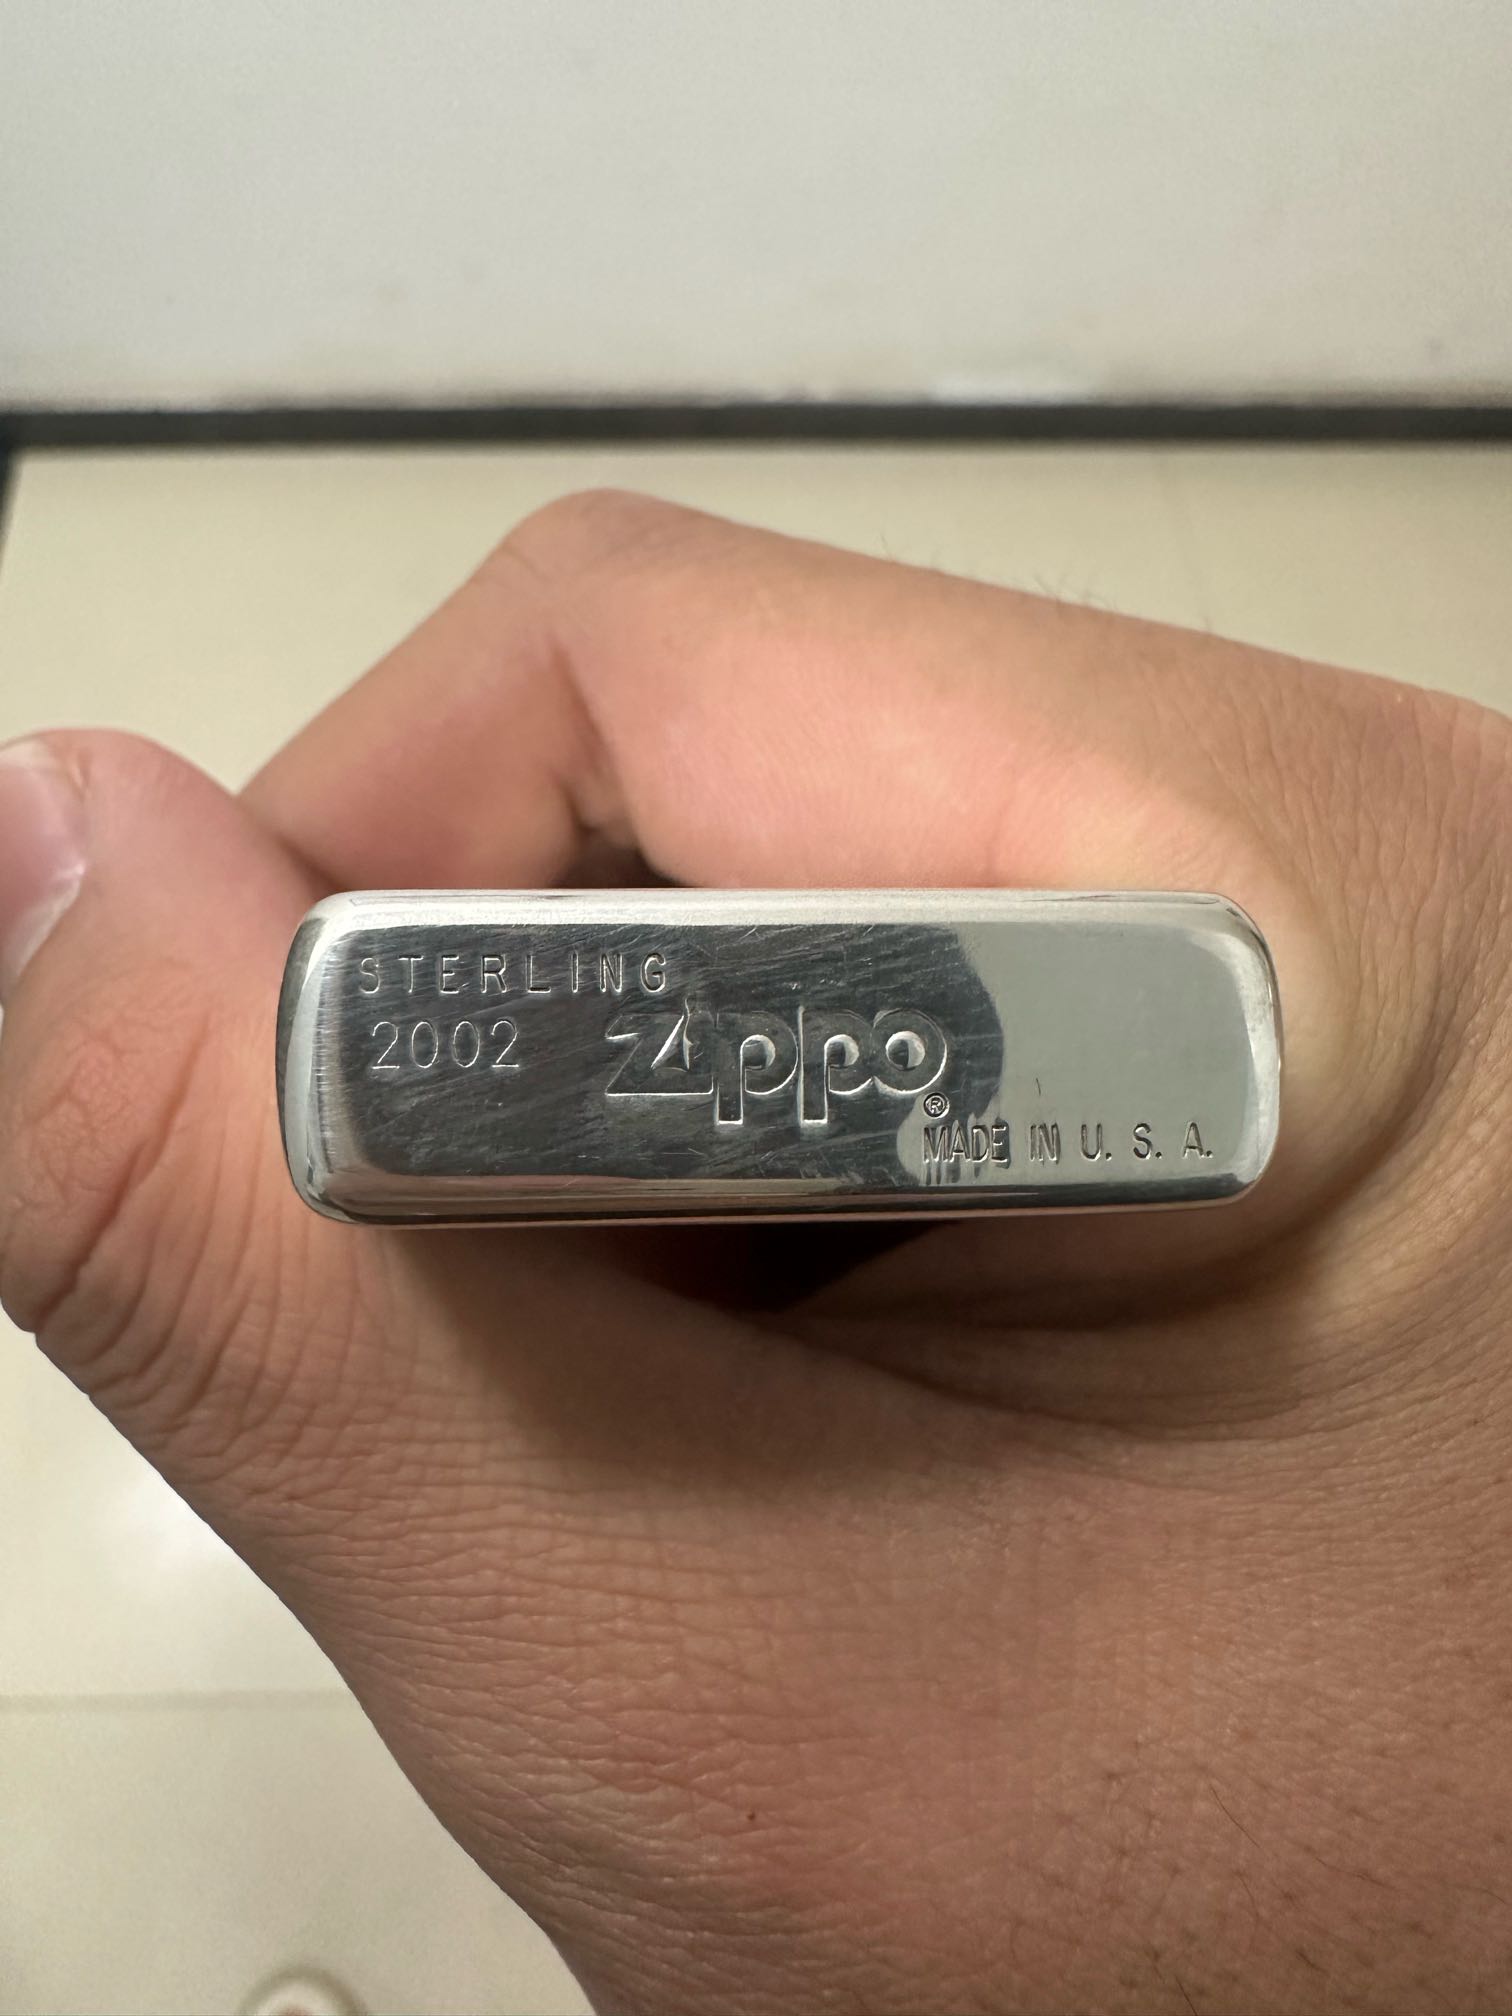 STERLING
2002
Zippo
®
MADE IN U. S. A.